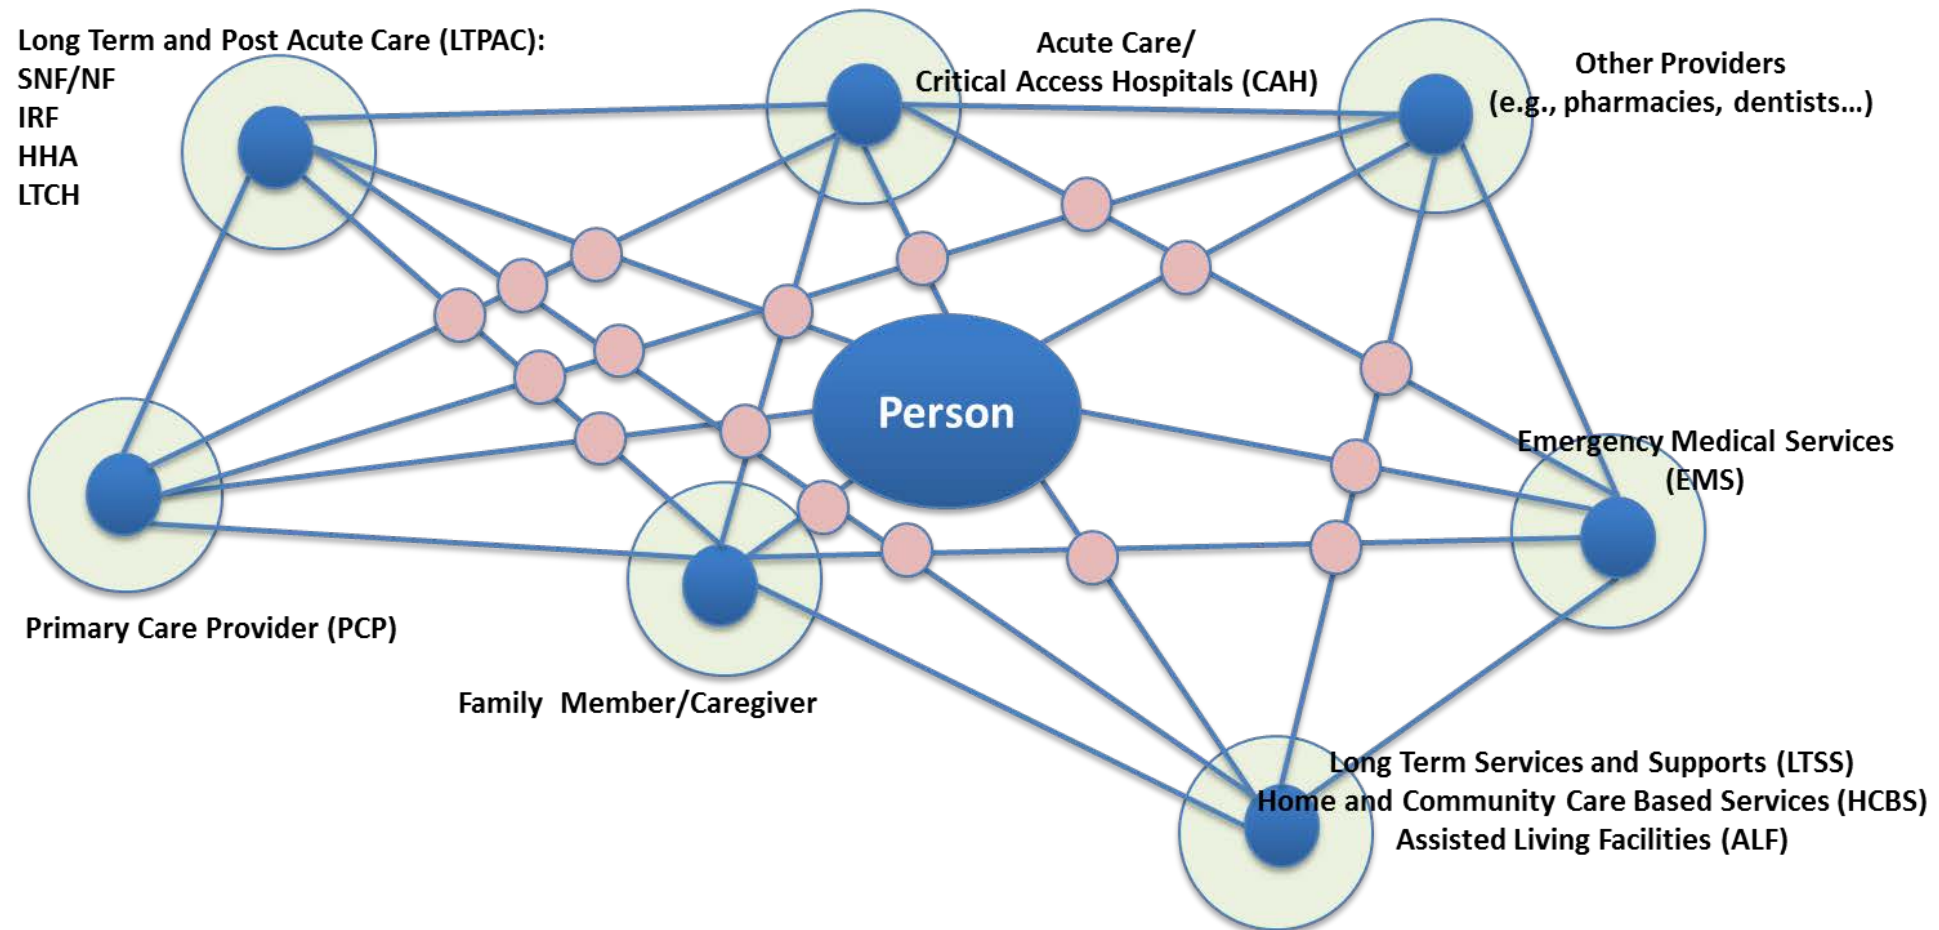 Long Term and Post Acute Care (LTPAC):
SNF/NF
IRF
HHA
LTCH
Acute Care/
Critical Access Hospitals (CAH)
Other Providers
(e.g., pharmacies, dentists...)
Person
Emergency Medical Services
(EMS)
Primary Care Provider (PCP)
Family Member/Caregiver
Long Term Services and Supports (LTSS)
Home and Community Care Based Services (HCBS)
Assisted Living Facilities (ALF)